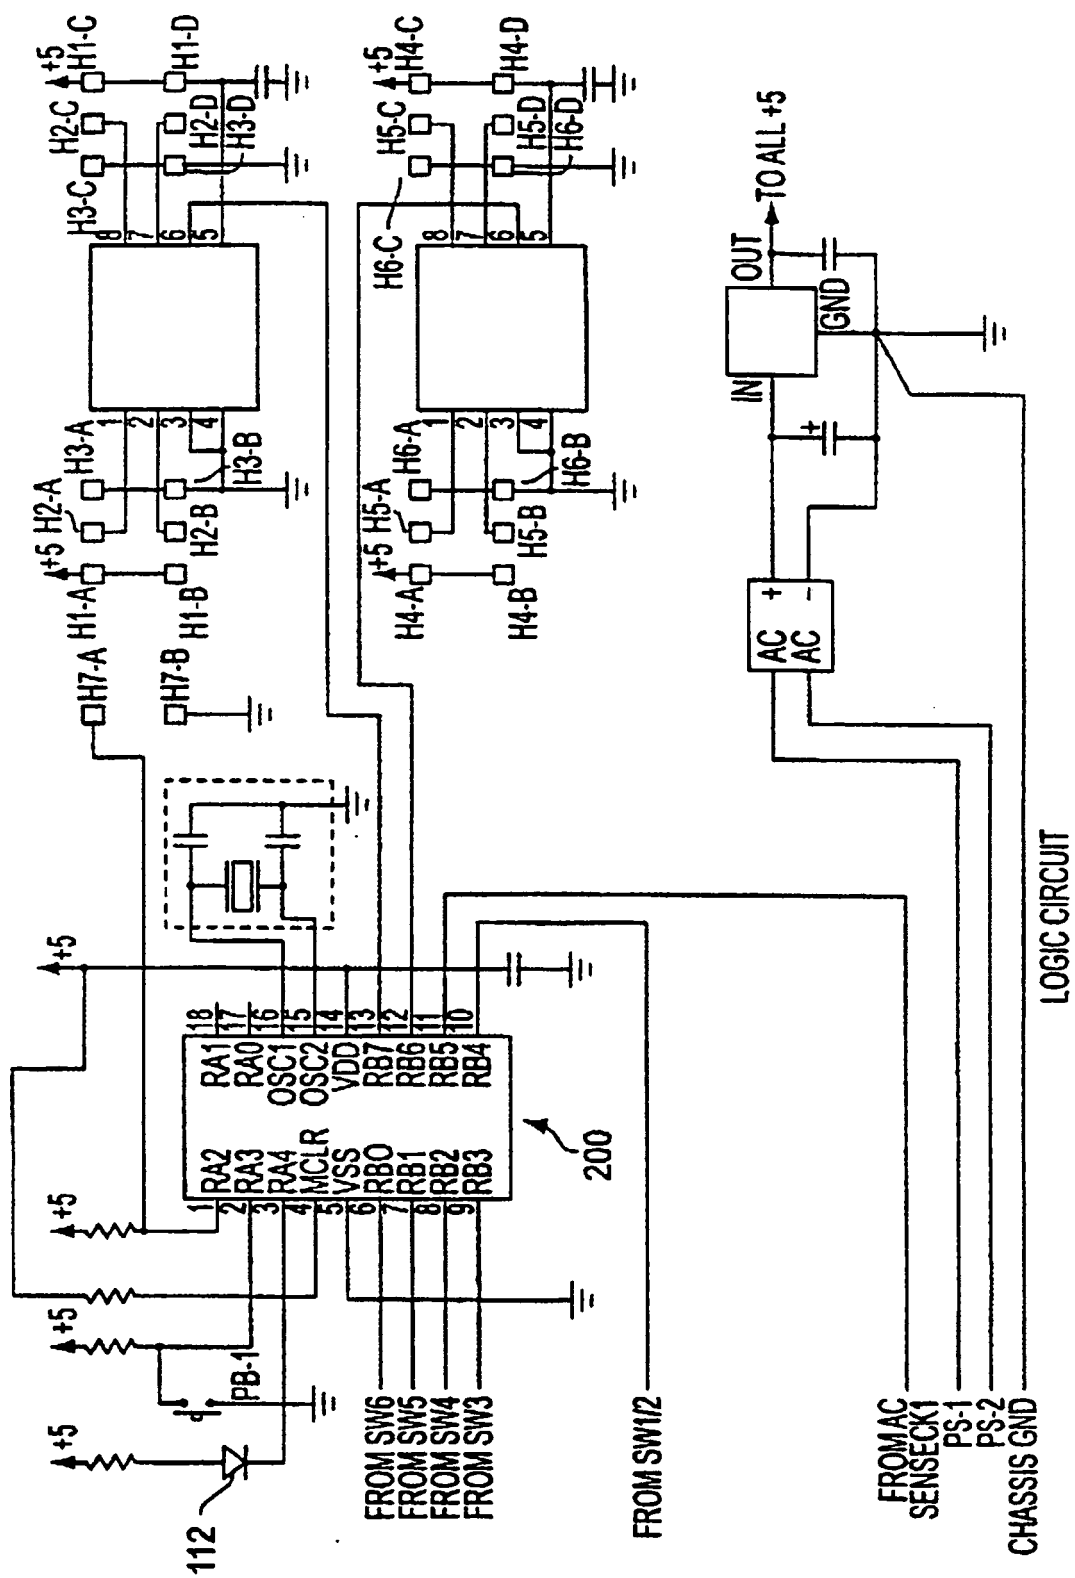 +5
+5
+5
+5
112
PB-1
1
2
3
4
5
6
7
8
9
RA2
RA3
RA4
MCLR
VSS
RB0
RB1
RB2
RB3
RA1
RA0
OSC1
OSC2
VDD
RB7
RB6
RB5
RB4
18
17
16
15
14
13
12
11
10
200
FROM SW6
FROM SW5
FROM SW4
FROM SW3
FROM SW1/2
H7-A
H7-B
+5
H1-A
H1-B
H2-A
H2-B
H3-A
H3-B
1
2
3
4
8
7
6
5
H3-C
H2-C
+5
H1-C
H1-D
H2-D
H3-D
+5
H4-A
H4-B
H5-A
H5-B
H6-A
H6-B
1
2
3
4
8
7
6
5
H6-C
H5-C
+5
H4-C
H4-D
H5-D
H6-D
AC
AC
+
-
+
IN
OUT
GND
TO ALL +5
FROM AC
SENSECK1
PS-1
PS-2
CHASSIS GND
LOGIC CIRCUIT